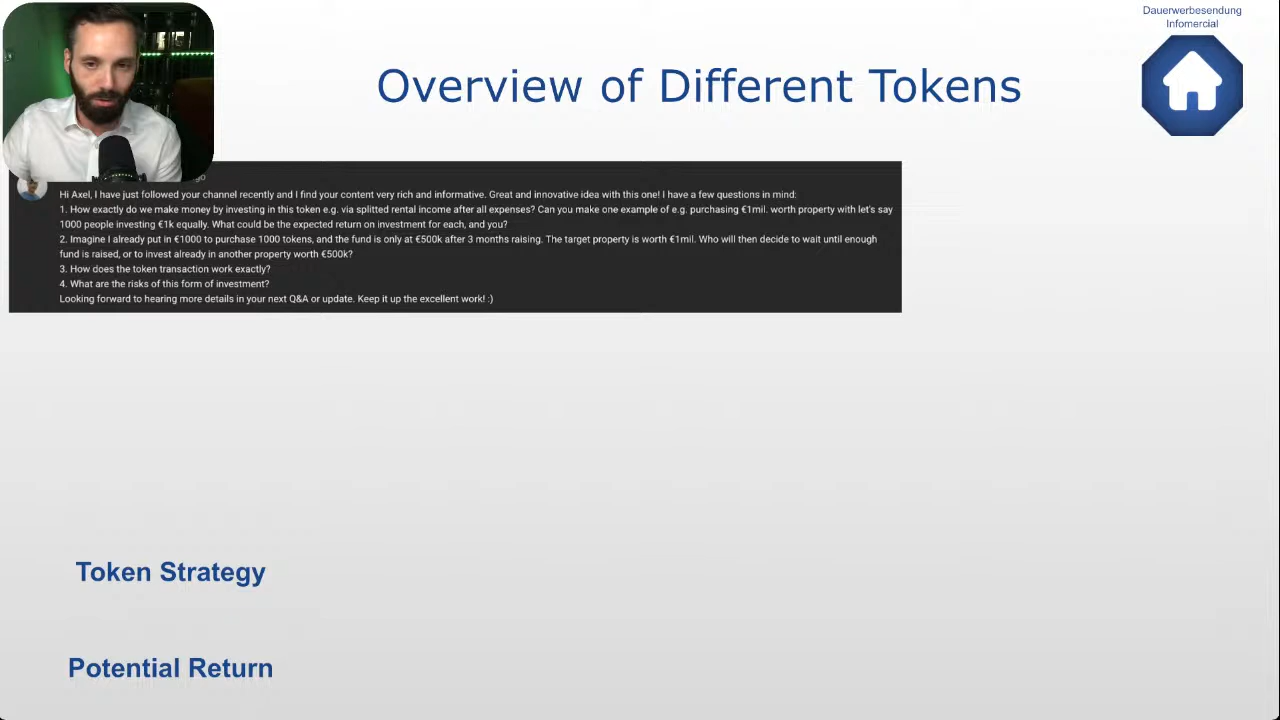 Dauerwerbesendung
Infomercial
Overview of Different Tokens
Hi Axel, I have just followed your channel recently and I find your content very rich and informative. Great and innovative idea with this one! I have a few questions in mind:
1. How exactly do we make money by investing in this token e.g. via splitted rental income after all expenses? Can you make one example of e.g. purchasing €1mil. worth property with let's say
1000 people investing €1k equally. What could be the expected return on investment for each, and you?
2. Imagine I already put in €1000 to purchase 1000 tokens, and the fund is only at €500k after 3 months raising. The target property is worth €1mil. Who will then decide to wait until enough
fund is raised, or to invest already in another property worth €500k?
3. How does the token transaction work exactly?
4. What are the risks of this form of investment?
Looking forward to hearing more details in your next Q&A or update. Keep it up the excellent work! :)
Token Strategy
Potential Return